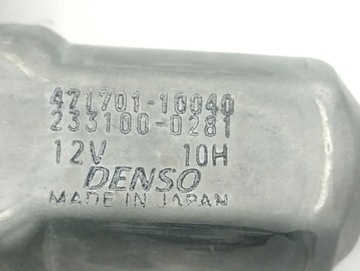 471701-10040
233100-0281
12V 10H
DENSO
MADE IN JAPAN